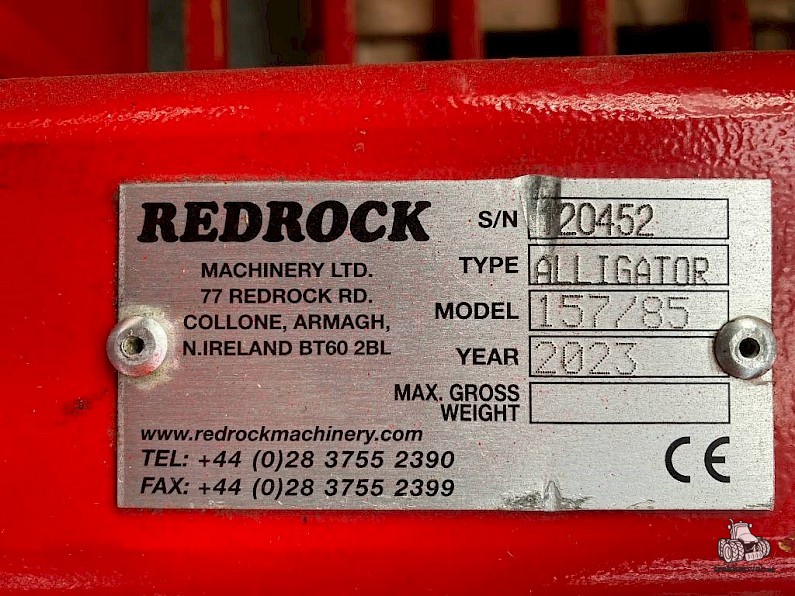 REDROCK
MACHINERY LTD.
77 REDROCK RD.
COLLONE, ARMAGH,
N.IRELAND BT60 2BL
www.redrockmachinery.com
TEL: +44 (0)28 3755 2390
FAX: +44 (0)28 3755 2399
S/N 20452
TYPE ALLIGATOR
MODEL 157/85
YEAR 2023
MAX. GROSS
WEIGHT
CE